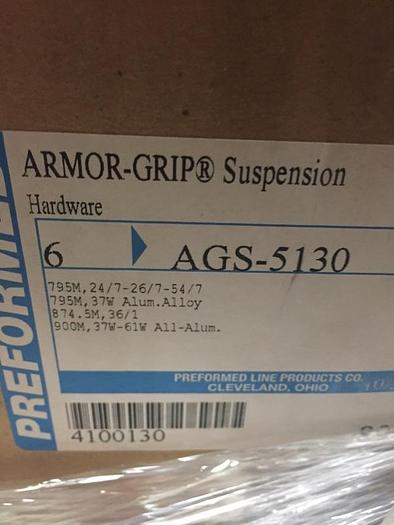 ARMOR-GRIP® Suspension
Hardware
6 AGS-5130
795M,24/7-26/7-54/7
795M,37W Alum.Alloy
874.5M,36/1
900M,37W-61W All-Alum.
PREFORMED LINE PRODUCTS CO.
CLEVELAND, OHIO
4100130
PREFORMED